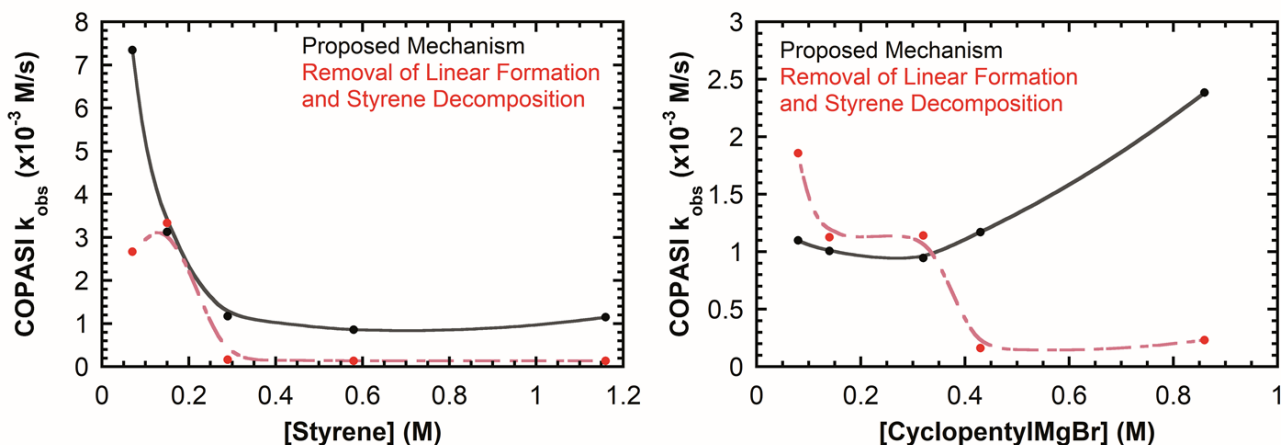 8
7
6
5
4
3
2
1
0
COPASI k_obs (x10⁻³ M/s)
Proposed Mechanism
Removal of Linear Formation
and Styrene Decomposition
0 0.2 0.4 0.6 0.8 1 1.2
[Styrene] (M)
3
2.5
2
1.5
1
0.5
0
COPASI k_obs (x10⁻³ M/s)
Proposed Mechanism
Removal of Linear Formation
and Styrene Decomposition
0 0.2 0.4 0.6 0.8 1
[CyclopentylMgBr] (M)